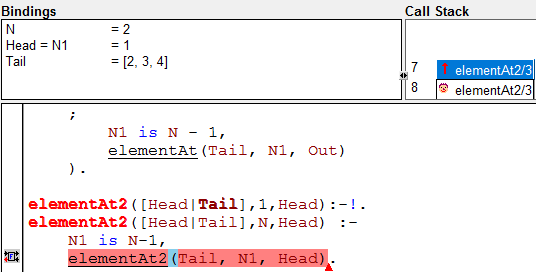 Bindings
N = 2
Head = N1 = 1
Tail = [2, 3, 4]
Call Stack
7 elementAt2/3
8 elementAt2/3
;
N1 is N - 1,
elementAt(Tail, N1, Out)
).
elementAt2([Head|Tail],1,Head):-!.
elementAt2([Head|Tail],N,Head) :-
N1 is N-1,
elementAt2(Tail, N1, Head).